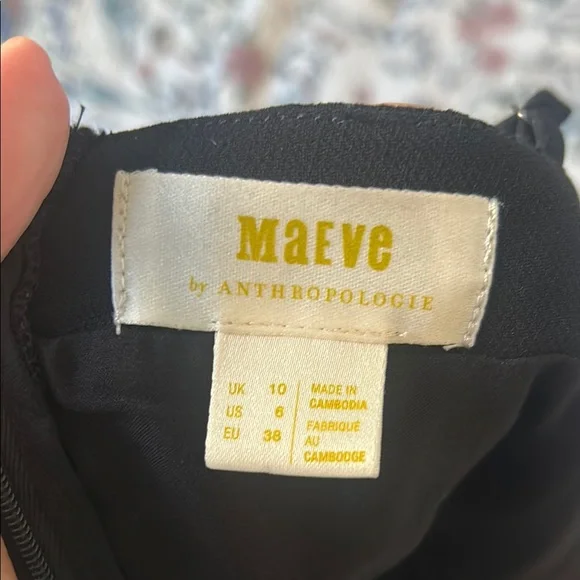 MaEVe
by ANTHROPOLOGIE
UK 10
US 6
EU 38
MADE IN
CAMBODIA
FABRIQUÉ
AU
CAMBODGE